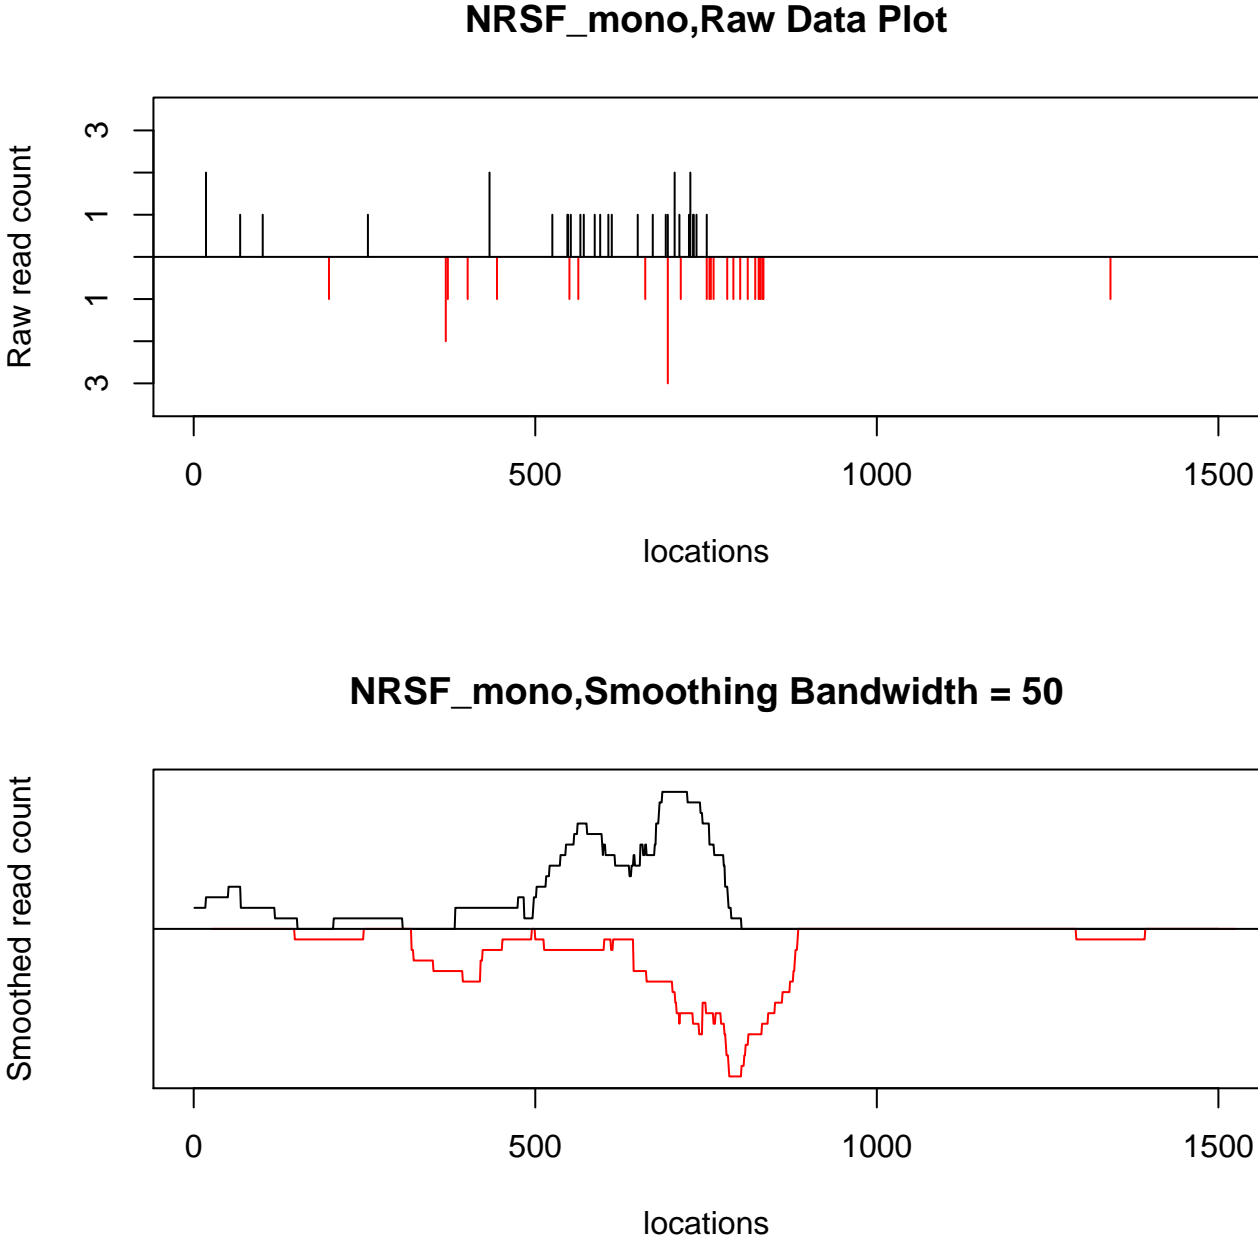 NRSF_mono,Raw Data Plot
Raw read count
3
1
1
3
0 500 1000 1500
locations
NRSF_mono,Smoothing Bandwidth = 50
Smoothed read count
0 500 1000 1500
locations